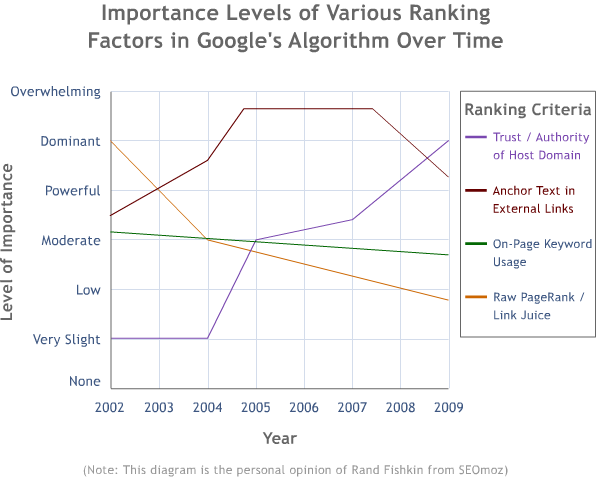 Importance Levels of Various Ranking
Factors in Google's Algorithm Over Time
Level of Importance
Overwhelming
Dominant
Powerful
Moderate
Low
Very Slight
None
2002 2003 2004 2005 2006 2007 2008 2009
Year
Ranking Criteria
Trust / Authority
of Host Domain
Anchor Text in
External Links
On-Page Keyword
Usage
Raw PageRank /
Link Juice
(Note: This diagram is the personal opinion of Rand Fishkin from SEOmoz)